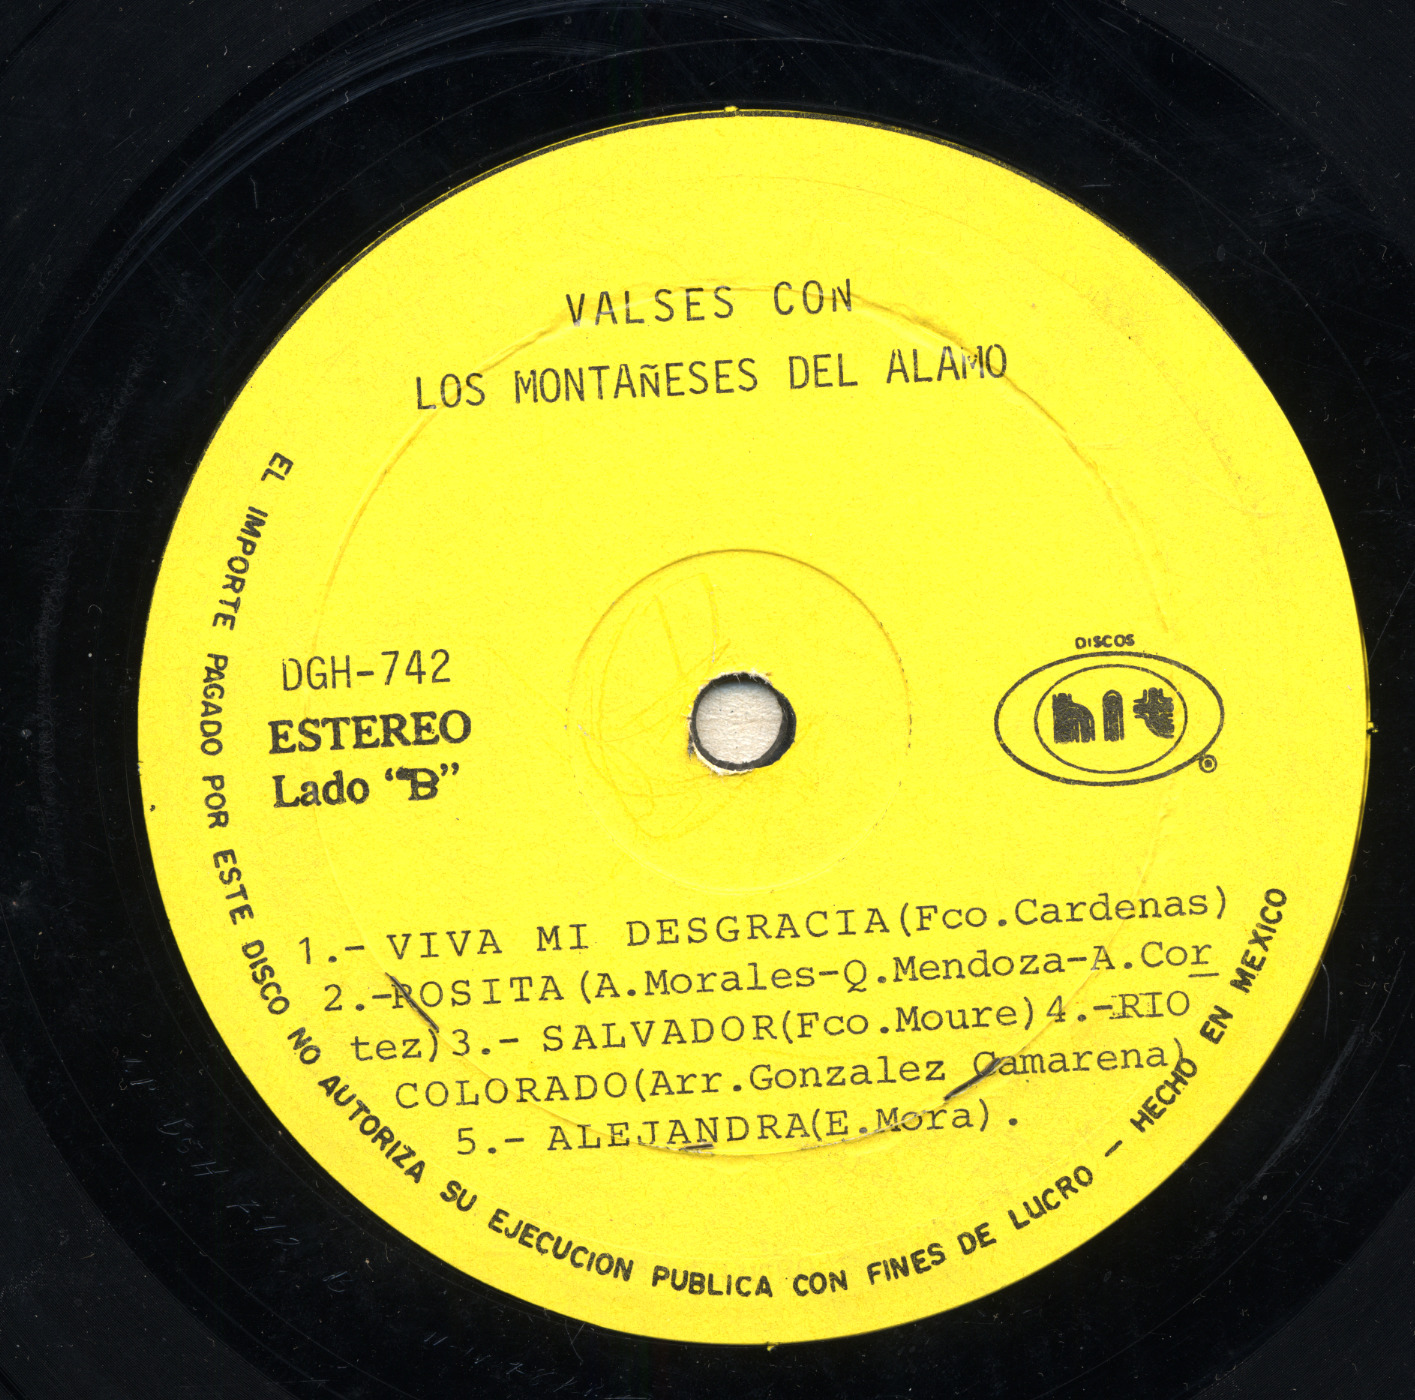 VALSES CON
LOS MONTAÑESES DEL ALAMO
DGH-742
ESTEREO
Lado "B"
DISCOS
hit
®
1.- VIVA MI DESGRACIA(Fco.Cardenas)
2.-ROSITA(A.Morales-Q.Mendoza-A.Cor
tez)3.- SALVADOR(Fco.Moure)4.-RIO
COLORADO(Arr.Gonzalez Camarena)
5.- ALEJANDRA(E.Mora).
EL IMPORTE PAGADO POR ESTE DISCO NO AUTORIZA SU EJECUCION PUBLICA CON FINES DE LUCRO - HECHO EN MEXICO